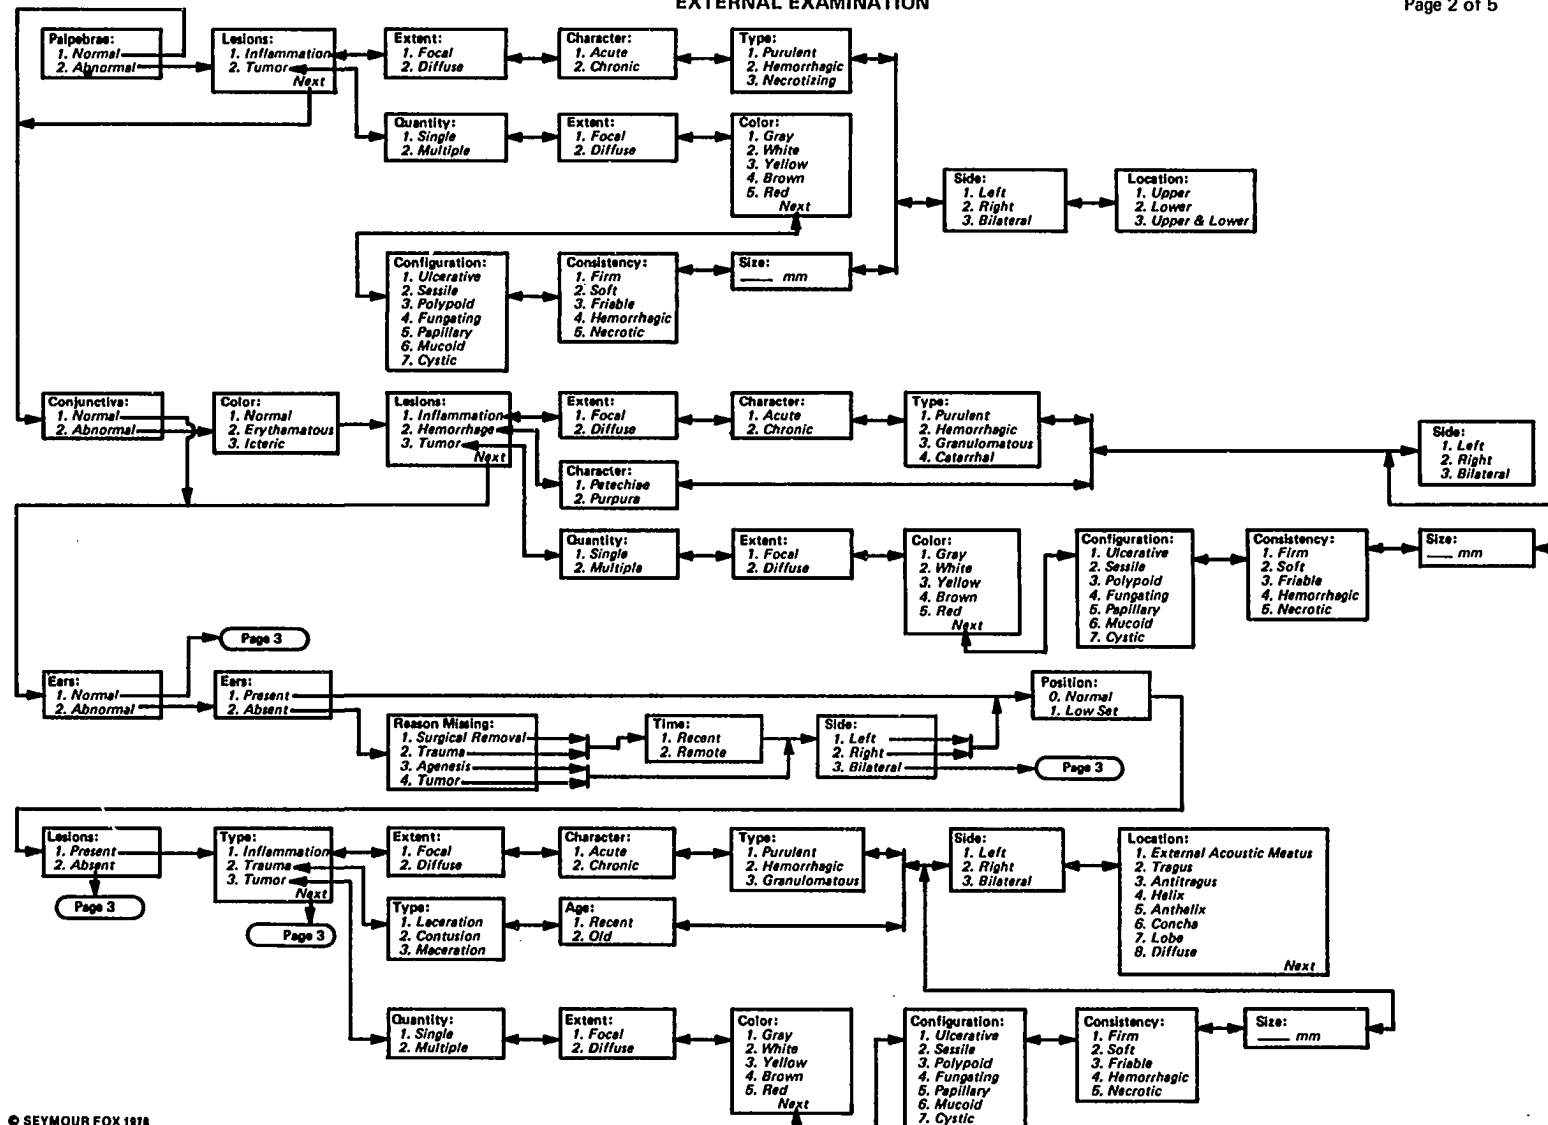 EXTERNAL EXAMINATION
Page 2 of 5
Palpebrae:
1. Normal
2. Abnormal
Lesions:
1. Inflammation
2. Tumor
Next
Extent:
1. Focal
2. Diffuse
Character:
1. Acute
2. Chronic
Type:
1. Purulent
2. Hemorrhagic
3. Necrotizing
Quantity:
1. Single
2. Multiple
Extent:
1. Focal
2. Diffuse
Color:
1. Gray
2. White
3. Yellow
4. Brown
5. Red
Next
Side:
1. Left
2. Right
3. Bilateral
Location:
1. Upper
2. Lower
3. Upper & Lower
Configuration:
1. Ulcerative
2. Sessile
3. Polypoid
4. Fungating
5. Papillary
6. Mucoid
7. Cystic
Consistency:
1. Firm
2. Soft
3. Friable
4. Hemorrhagic
5. Necrotic
Size:
____ mm
Conjunctiva:
1. Normal
2. Abnormal
Color:
1. Normal
2. Erythamatous
3. Icteric
Lesions:
1. Inflammation
2. Hemorrhage
3. Tumor
Next
Extent:
1. Focal
2. Diffuse
Character:
1. Acute
2. Chronic
Type:
1. Purulent
2. Hemorrhagic
3. Granulomatous
4. Catarrhal
Side:
1. Left
2. Right
3. Bilateral
Character:
1. Petechiae
2. Purpura
Quantity:
1. Single
2. Multiple
Extent:
1. Focal
2. Diffuse
Color:
1. Gray
2. White
3. Yellow
4. Brown
5. Red
Next
Configuration:
1. Ulcerative
2. Sessile
3. Polypoid
4. Fungating
5. Papillary
6. Mucoid
7. Cystic
Consistency:
1. Firm
2. Soft
3. Friable
4. Hemorrhagic
5. Necrotic
Size:
____ mm
Page 3
Ears:
1. Normal
2. Abnormal
Ears:
1. Present
2. Absent
Position:
0. Normal
1. Low Set
Reason Missing:
1. Surgical Removal
2. Trauma
3. Agenesis
4. Tumor
Time:
1. Recent
2. Remote
Side:
1. Left
2. Right
3. Bilateral
Page 3
Lesions:
1. Present
2. Absent
Page 3
Type:
1. Inflammation
2. Trauma
3. Tumor
Next
Page 3
Extent:
1. Focal
2. Diffuse
Character:
1. Acute
2. Chronic
Type:
1. Purulent
2. Hemorrhagic
3. Granulomatous
Side:
1. Left
2. Right
3. Bilateral
Location:
1. External Acoustic Meatus
2. Tragus
3. Antitragus
4. Helix
5. Anthelix
6. Concha
7. Lobe
8. Diffuse
Next
Type:
1. Laceration
2. Contusion
3. Maceration
Age:
1. Recent
2. Old
Quantity:
1. Single
2. Multiple
Extent:
1. Focal
2. Diffuse
Color:
1. Gray
2. White
3. Yellow
4. Brown
5. Red
Next
Configuration:
1. Ulcerative
2. Sessile
3. Polypoid
4. Fungating
5. Papillary
6. Mucoid
7. Cystic
Consistency:
1. Firm
2. Soft
3. Friable
4. Hemorrhagic
5. Necrotic
Size:
____ mm
© SEYMOUR FOX 1978